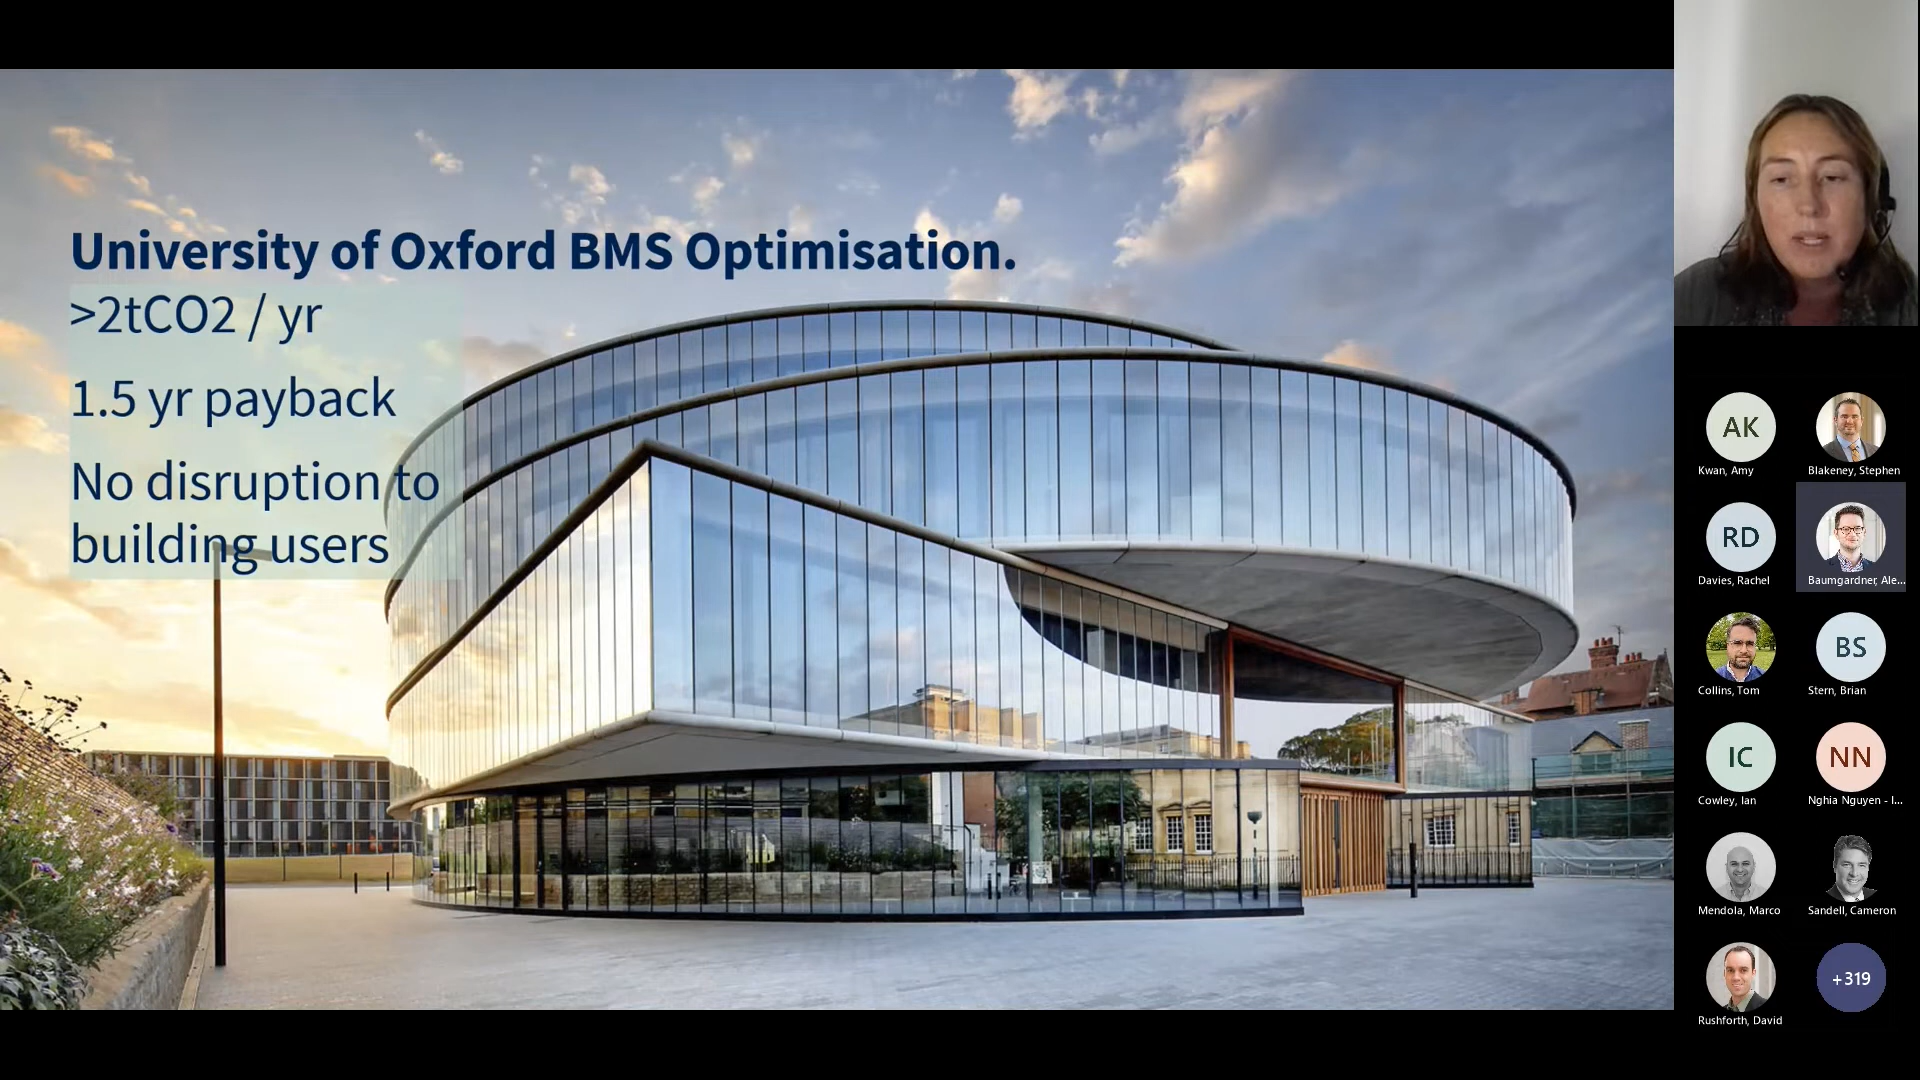 University of Oxford BMS Optimisation.
>2tCO2 / yr
1.5 yr payback
No disruption to
building users
AK
Kwan, Amy
Blakeney, Stephen
RD
Davies, Rachel
Baumgardner, Ale...
Collins, Tom
BS
Stern, Brian
IC
Cowley, Ian
NN
Nghia Nguyen - I...
Mendola, Marco
Sandell, Cameron
Rushforth, David
+319